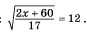 : √((2x + 60)/17) = 12 .